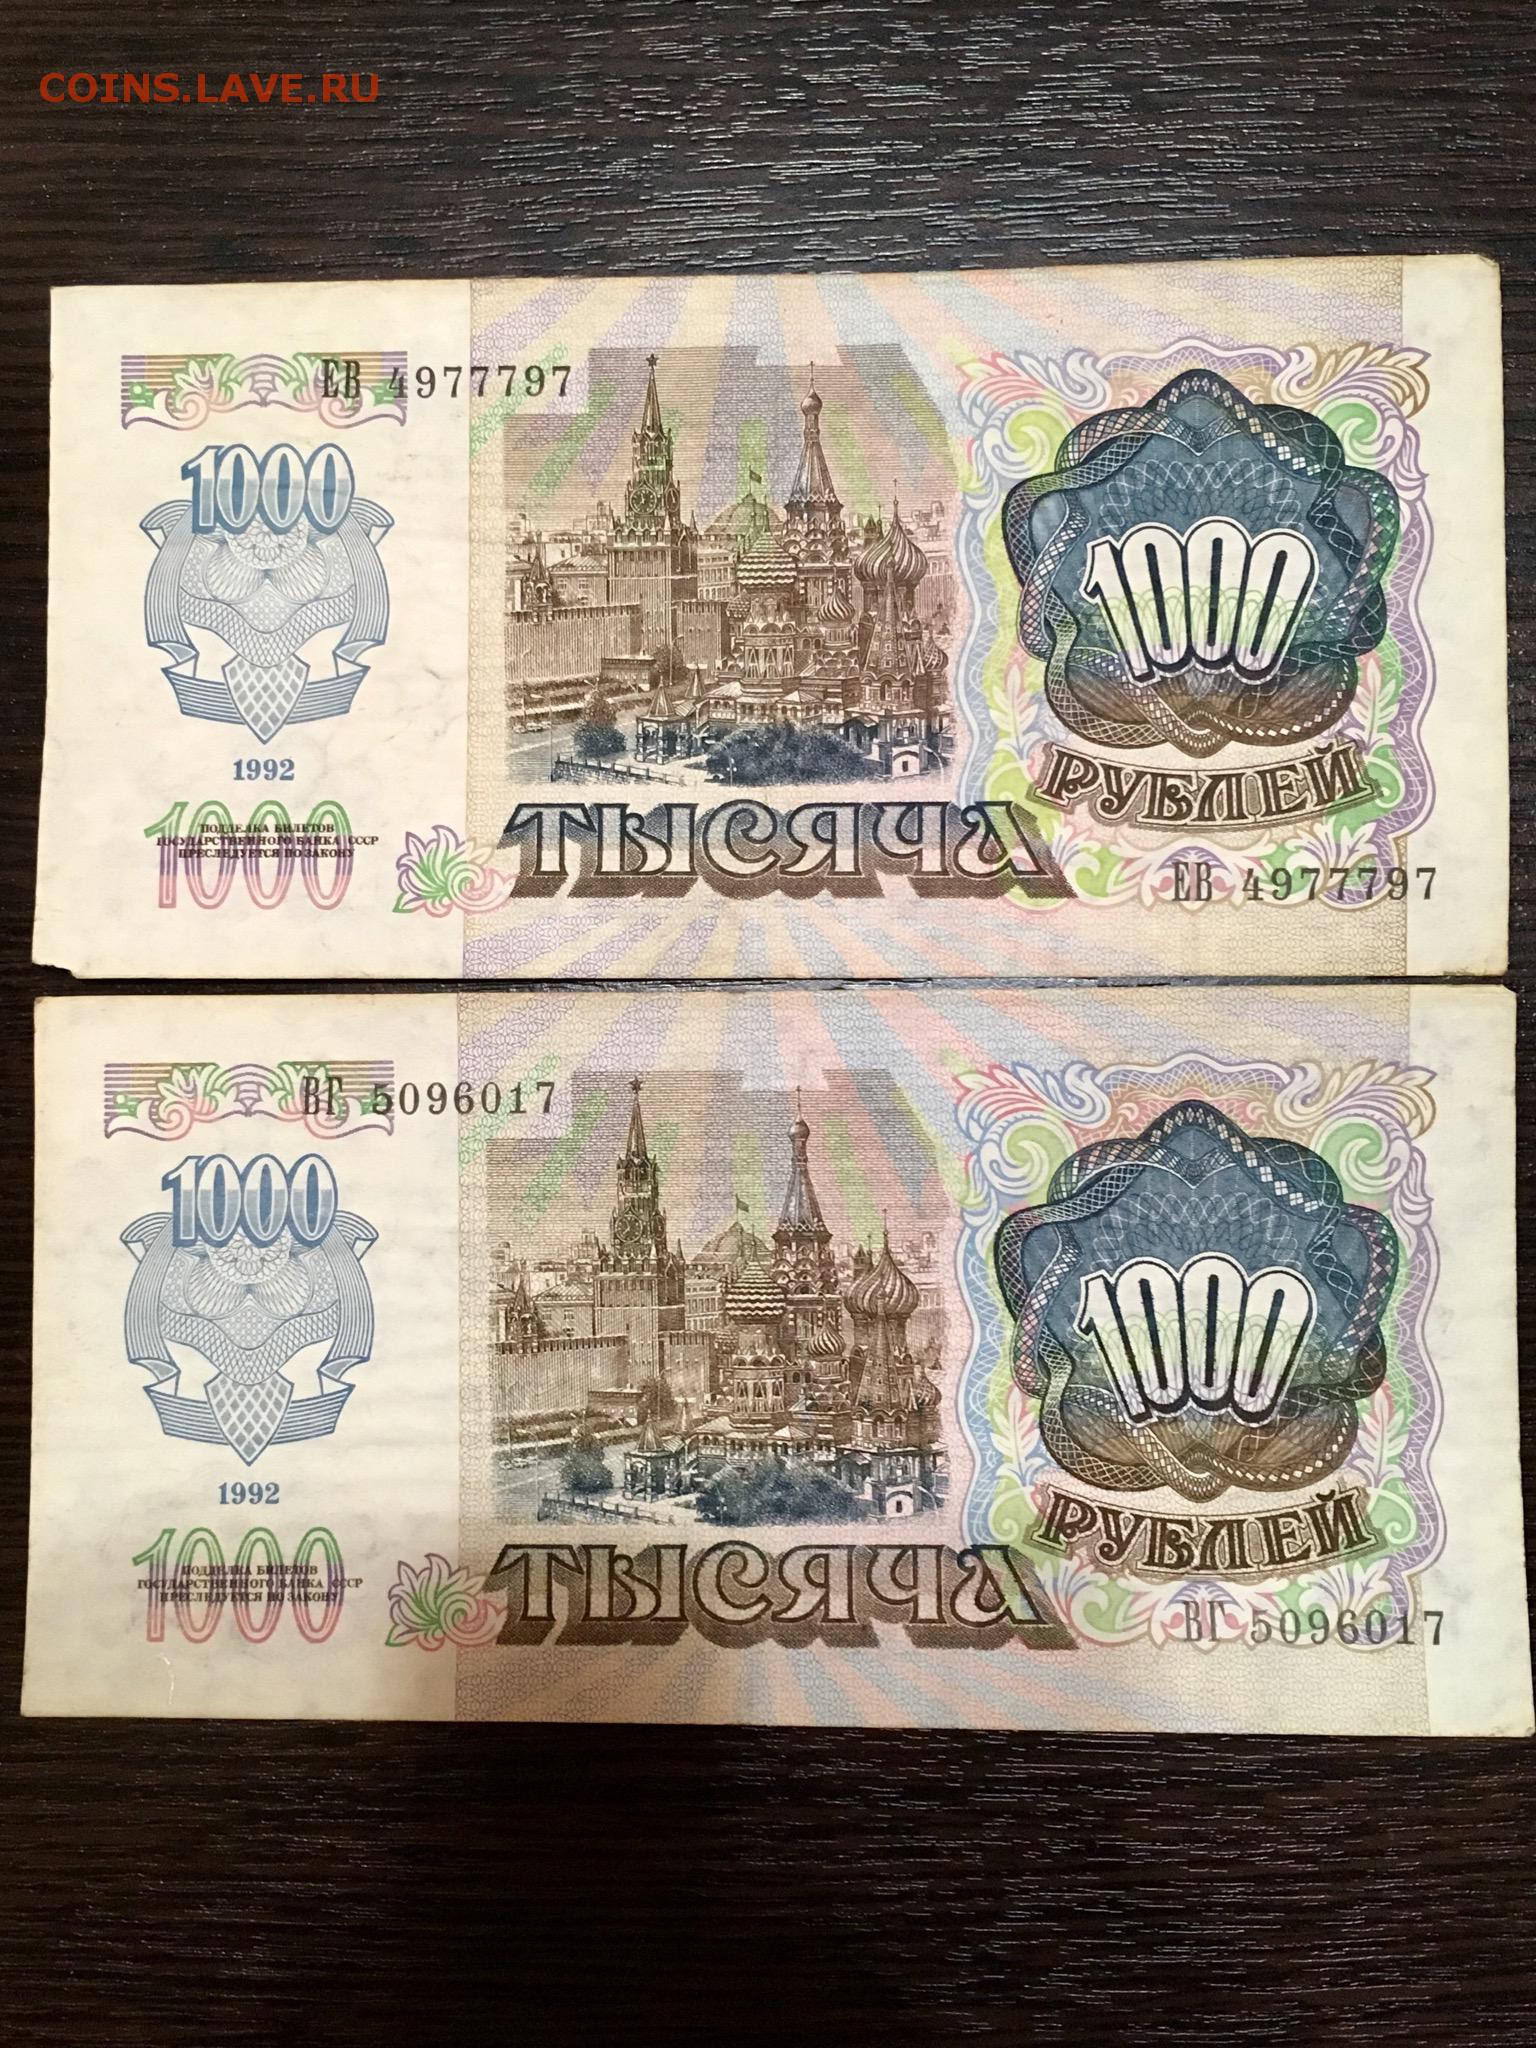 COINS.LAVE.RU
ЕВ 4977797
1000
1000
1992
РУБЛЕЙ
1000
ПОДДЕЛКА БИЛЕТОВ
ГОСУДАРСТВЕННОГО БАНКА СССР
ПРЕСЛЕДУЕТСЯ ПО ЗАКОНУ
ТЫСЯЧА
ЕВ 4977797
ВГ 5096017
1000
1000
1992
РУБЛЕЙ
1000
ПОДДЕЛКА БИЛЕТОВ
ГОСУДАРСТВЕННОГО БАНКА СССР
ПРЕСЛЕДУЕТСЯ ПО ЗАКОНУ
ТЫСЯЧА
ВГ 5096017